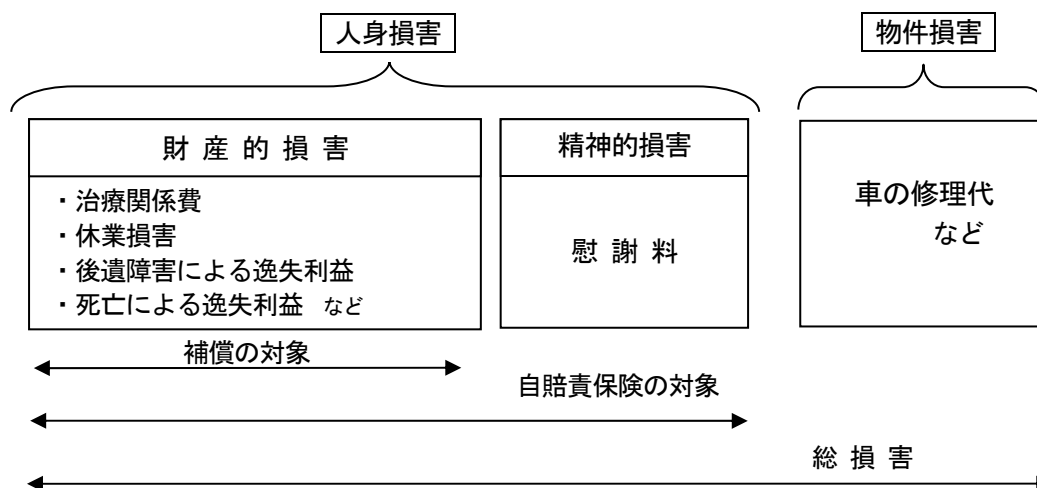 人身損害
物件損害
財産的損害
精神的損害
・治療関係費
・休業損害
・後遺障害による逸失利益
・死亡による逸失利益 など
慰謝料
車の修理代
など
補償の対象
自賠責保険の対象
総損害